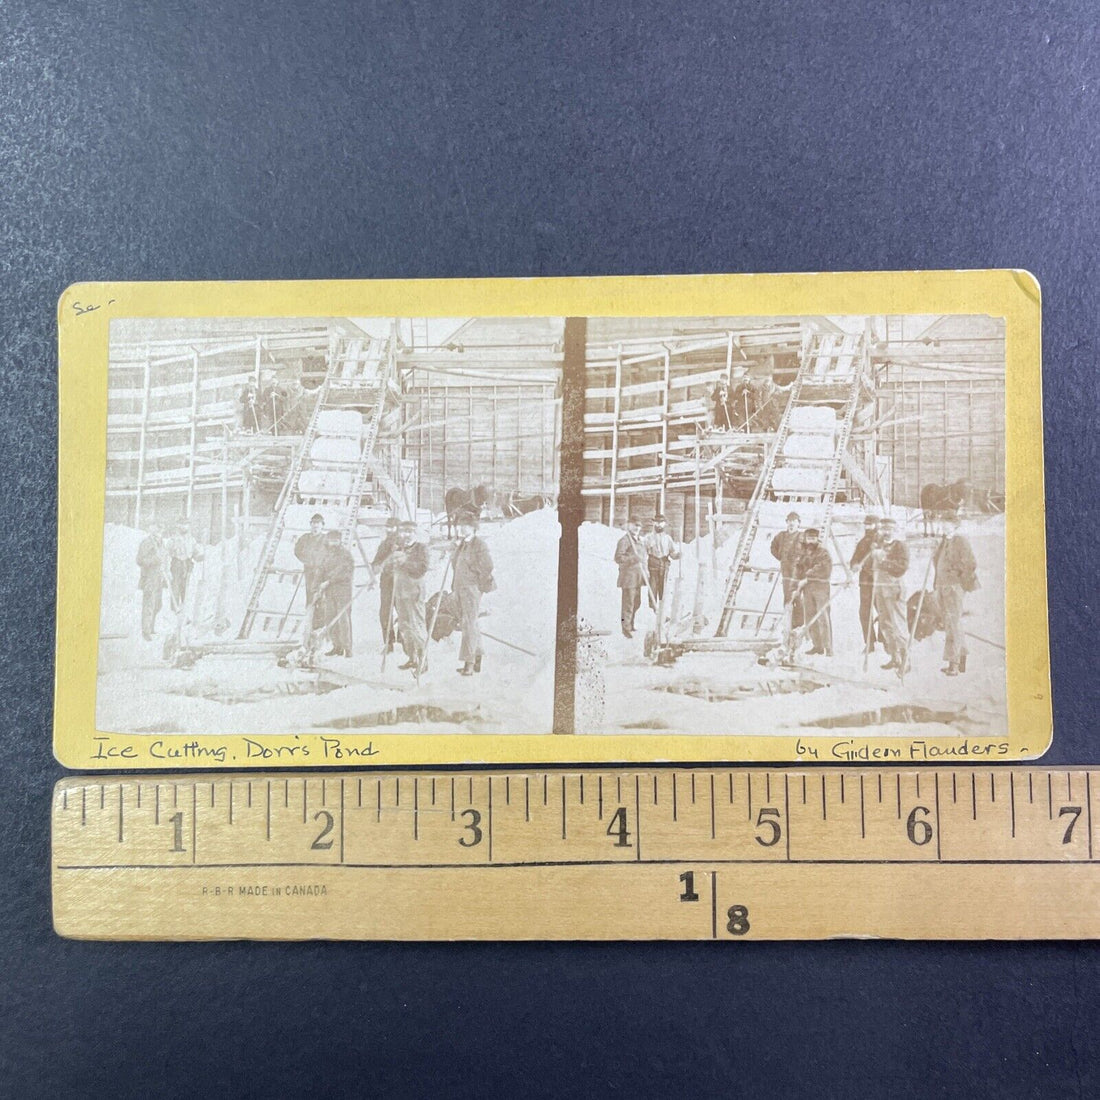 Se -
Ice Cutting. Dorr's Pond
by Gideon Flanders -
1 2 3 4 5 6 7
R-B-R MADE IN CANADA
1
8